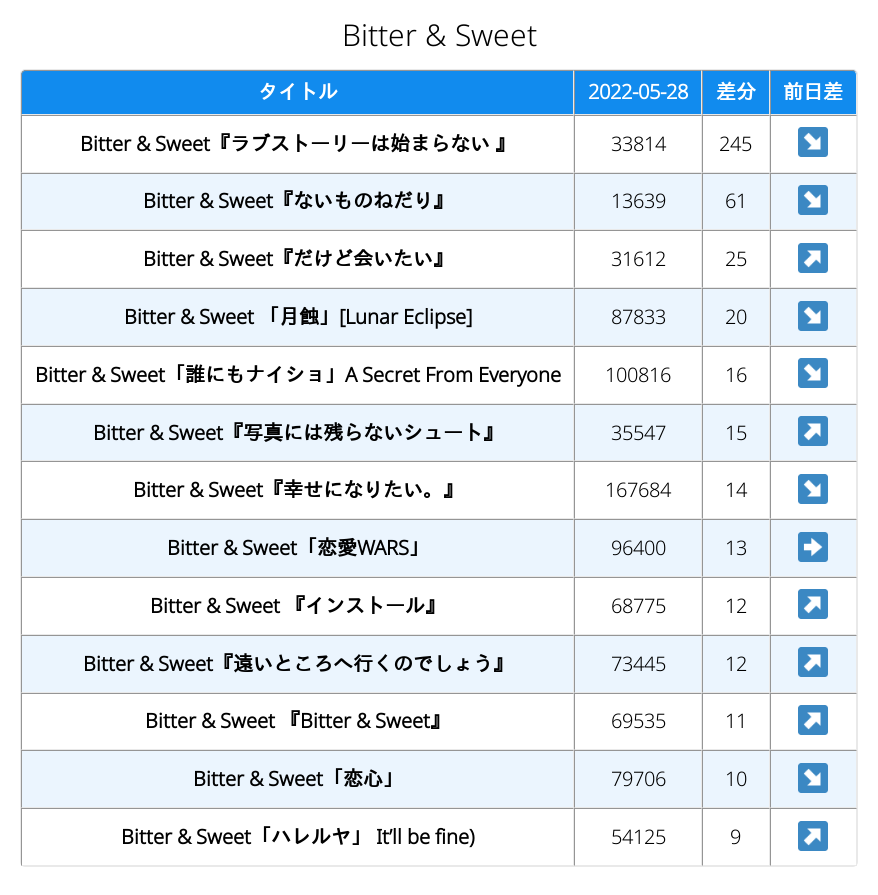 Bitter & Sweet
タイトル 2022-05-28 差分 前日差
Bitter & Sweet『ラブストーリーは始まらない 』 33814 245 ↘
Bitter & Sweet『ないものねだり』 13639 61 ↘
Bitter & Sweet『だけど会いたい』 31612 25 ↗
Bitter & Sweet 「月蝕」[Lunar Eclipse] 87833 20 ↘
Bitter & Sweet「誰にもナイショ」A Secret From Everyone 100816 16 ↘
Bitter & Sweet『写真には残らないシュート』 35547 15 ↗
Bitter & Sweet『幸せになりたい。』 167684 14 ↘
Bitter & Sweet「恋愛WARS」 96400 13 ➡
Bitter & Sweet 『インストール』 68775 12 ↗
Bitter & Sweet『遠いところへ行くのでしょう』 73445 12 ↗
Bitter & Sweet 『Bitter & Sweet』 69535 11 ↗
Bitter & Sweet「恋心」 79706 10 ↘
Bitter & Sweet「ハレルヤ」 It’ll be fine) 54125 9 ↗